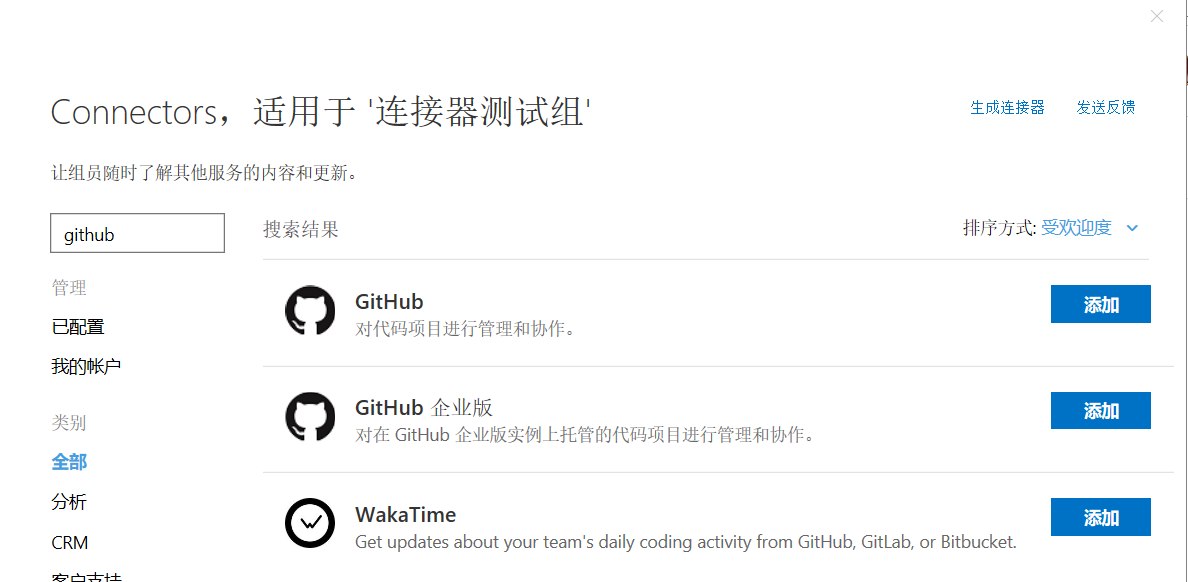 Connectors，适用于 '连接器测试组'
生成连接器
发送反馈
让组员随时了解其他服务的内容和更新。
github
搜索结果
排序方式: 受欢迎度
管理
已配置
我的帐户
类别
全部
分析
CRM
客户支持
GitHub
对代码项目进行管理和协作。
添加
GitHub 企业版
对在 GitHub 企业版实例上托管的代码项目进行管理和协作。
添加
WakaTime
Get updates about your team's daily coding activity from GitHub, GitLab, or Bitbucket.
添加